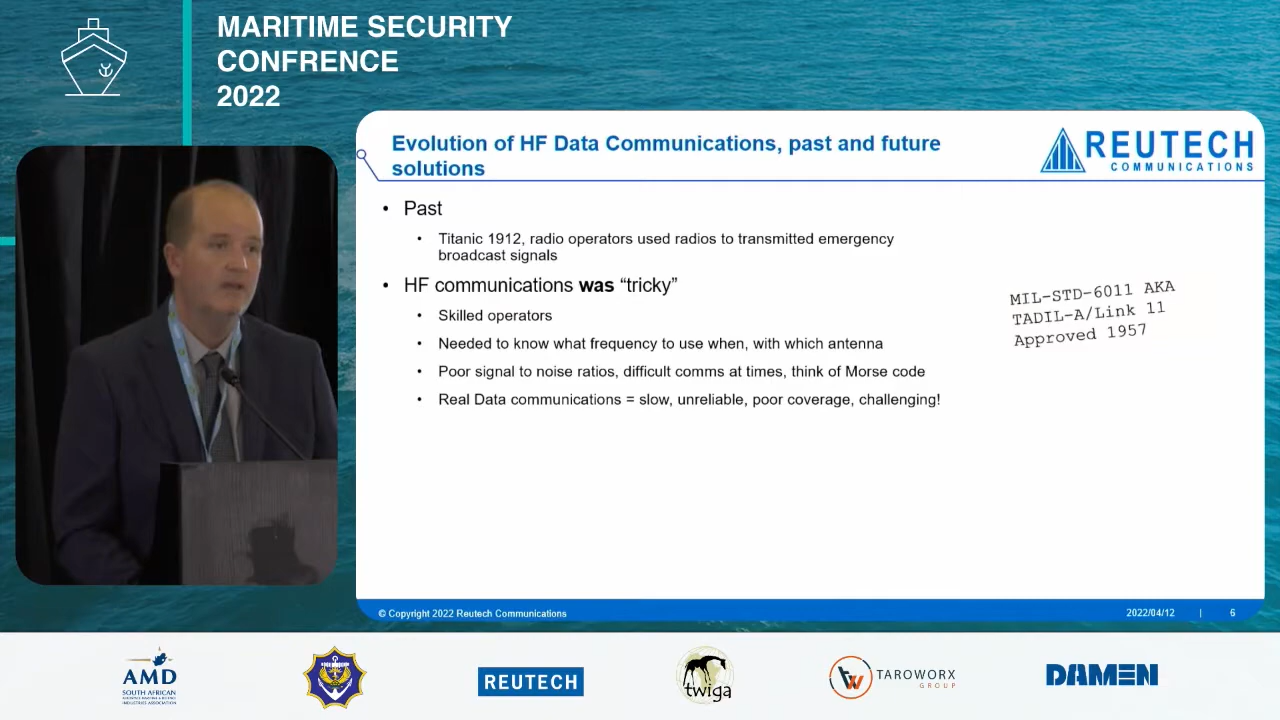 MARITIME SECURITY
CONFRENCE
2022
Evolution of HF Data Communications, past and future
solutions
REUTECH
COMMUNICATIONS
• Past
• Titanic 1912, radio operators used radios to transmitted emergency
broadcast signals
• HF communications was “tricky”
• Skilled operators
• Needed to know what frequency to use when, with which antenna
• Poor signal to noise ratios, difficult comms at times, think of Morse code
• Real Data communications = slow, unreliable, poor coverage, challenging!
MIL-STD-6011 AKA
TADIL-A/Link 11
Approved 1957
© Copyright 2022 Reutech Communications
2022/04/12 | 6
AMD
SOUTH AFRICAN
INDUSTRIES ASSOCIATION
REUTECH
twiga
TAROWORX
GROUP
DAMEN